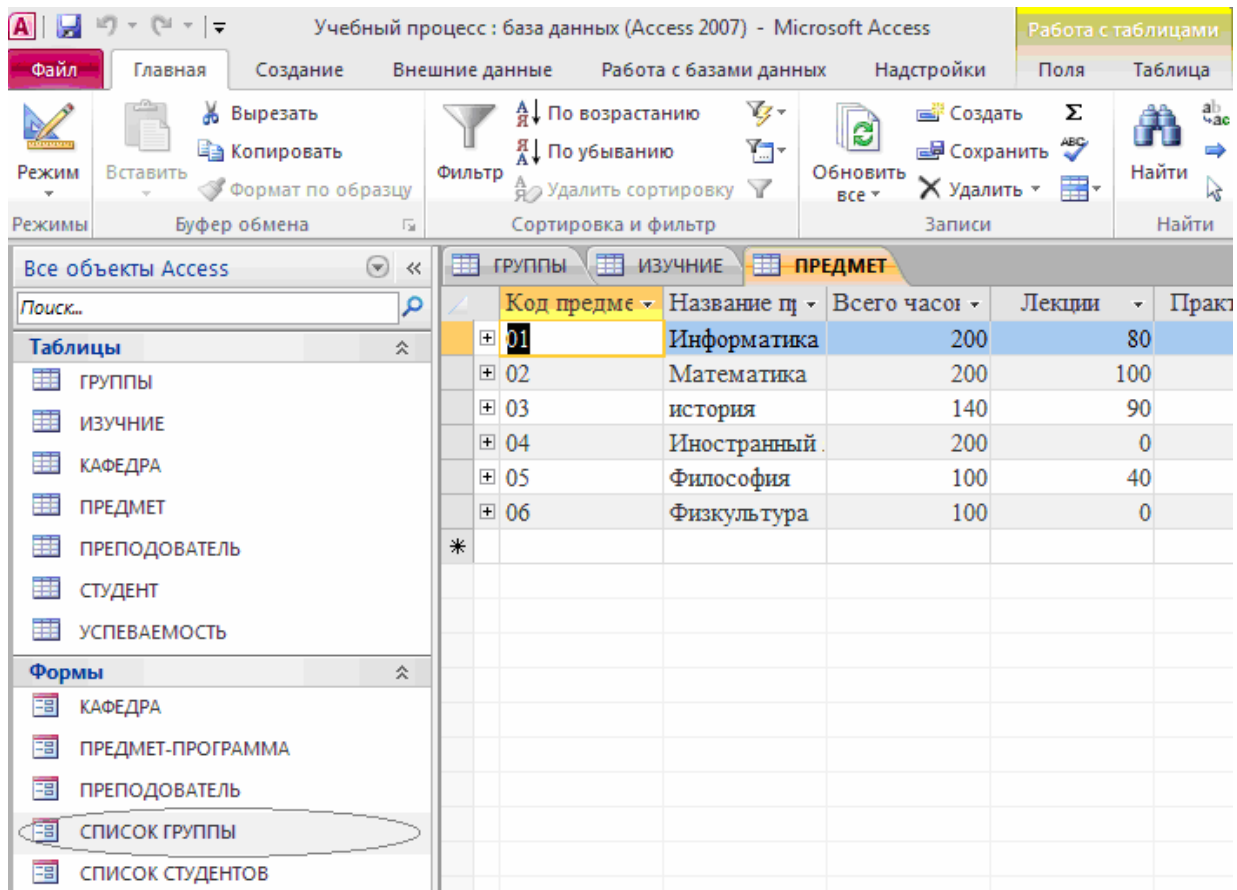 Учебный процесс : база данных (Access 2007) - Microsoft Access
Работа с таблицами
Файл Главная Создание Внешние данные Работа с базами данных Надстройки Поля Таблица
Режим
Режимы
Вставить
Вырезать
Копировать
Формат по образцу
Буфер обмена
Фильтр
По возрастанию
По убыванию
Удалить сортировку
Сортировка и фильтр
Обновить
все
Создать
Сохранить
Удалить
Записи
Найти
Найти
Все объекты Access
Поиск...
Таблицы
ГРУППЫ
ИЗУЧНИЕ
КАФЕДРА
ПРЕДМЕТ
ПРЕПОДОВАТЕЛЬ
СТУДЕНТ
УСПЕВАЕМОСТЬ
Формы
КАФЕДРА
ПРЕДМЕТ-ПРОГРАММА
ПРЕПОДОВАТЕЛЬ
СПИСОК ГРУППЫ
СПИСОК СТУДЕНТОВ
ГРУППЫ ИЗУЧНИЕ ПРЕДМЕТ
Код предме Название пр Всего часов Лекции Практ
01 Информатика 200 80
02 Математика 200 100
03 история 140 90
04 Иностранный 200 0
05 Философия 100 40
06 Физкультура 100 0